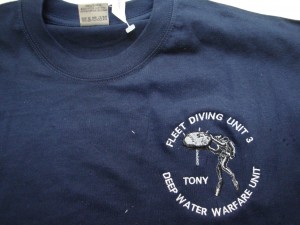 FLEET DIVING UNIT 3
TONY
DEEP WATER WARFARE UNIT